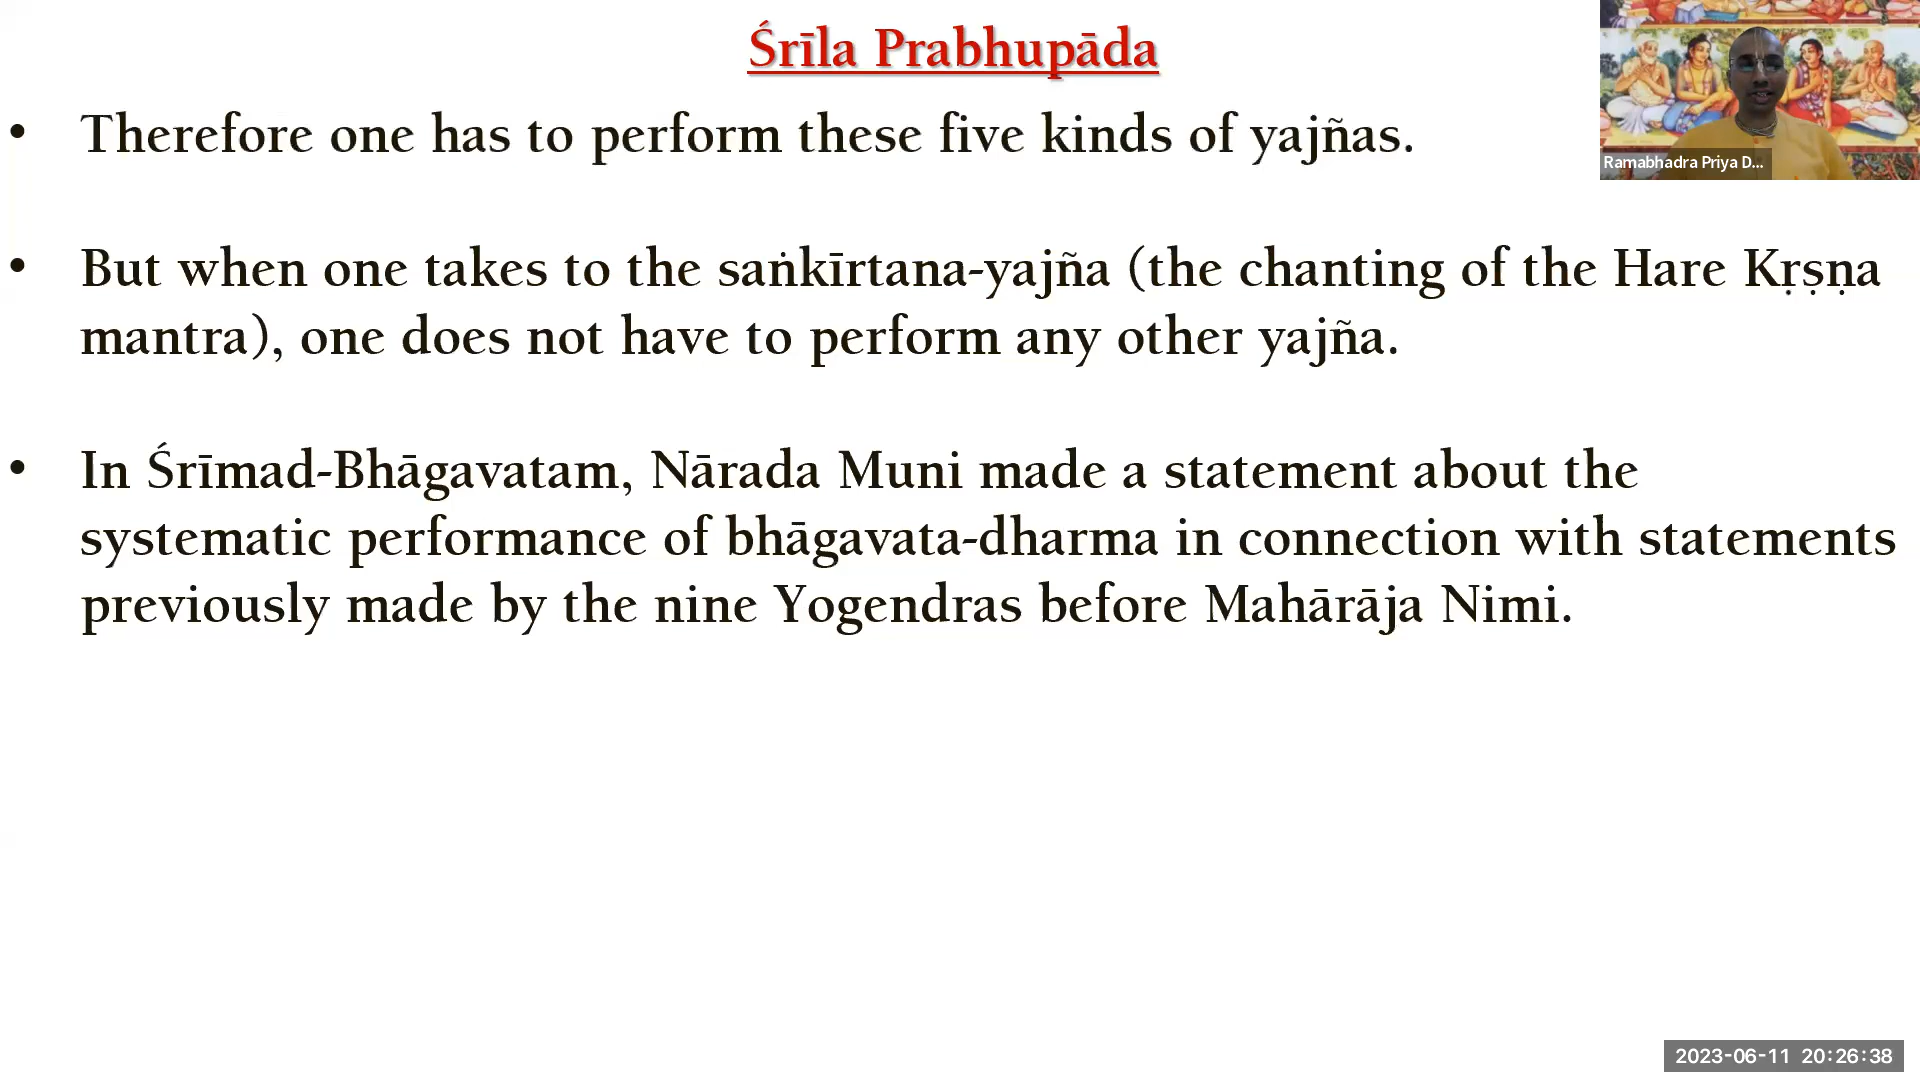 Śrīla Prabhupāda
• Therefore one has to perform these five kinds of yajñas.
• But when one takes to the saṅkīrtana-yajña (the chanting of the Hare Kṛṣṇa
mantra), one does not have to perform any other yajña.
• In Śrīmad-Bhāgavatam, Nārada Muni made a statement about the
systematic performance of bhāgavata-dharma in connection with statements
previously made by the nine Yogendras before Mahārāja Nimi.
Ramabhadra Priya D...
2023-06-11 20:26:38